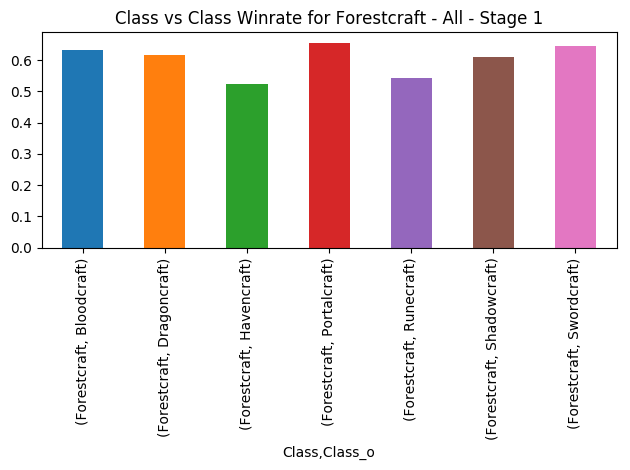 Class vs Class Winrate for Forestcraft - All - Stage 1
0.6
0.5
0.4
0.3
0.2
0.1
0.0
(Forestcraft, Bloodcraft)
(Forestcraft, Dragoncraft)
(Forestcraft, Havencraft)
(Forestcraft, Portalcraft)
(Forestcraft, Runecraft)
(Forestcraft, Shadowcraft)
(Forestcraft, Swordcraft)
Class,Class_o